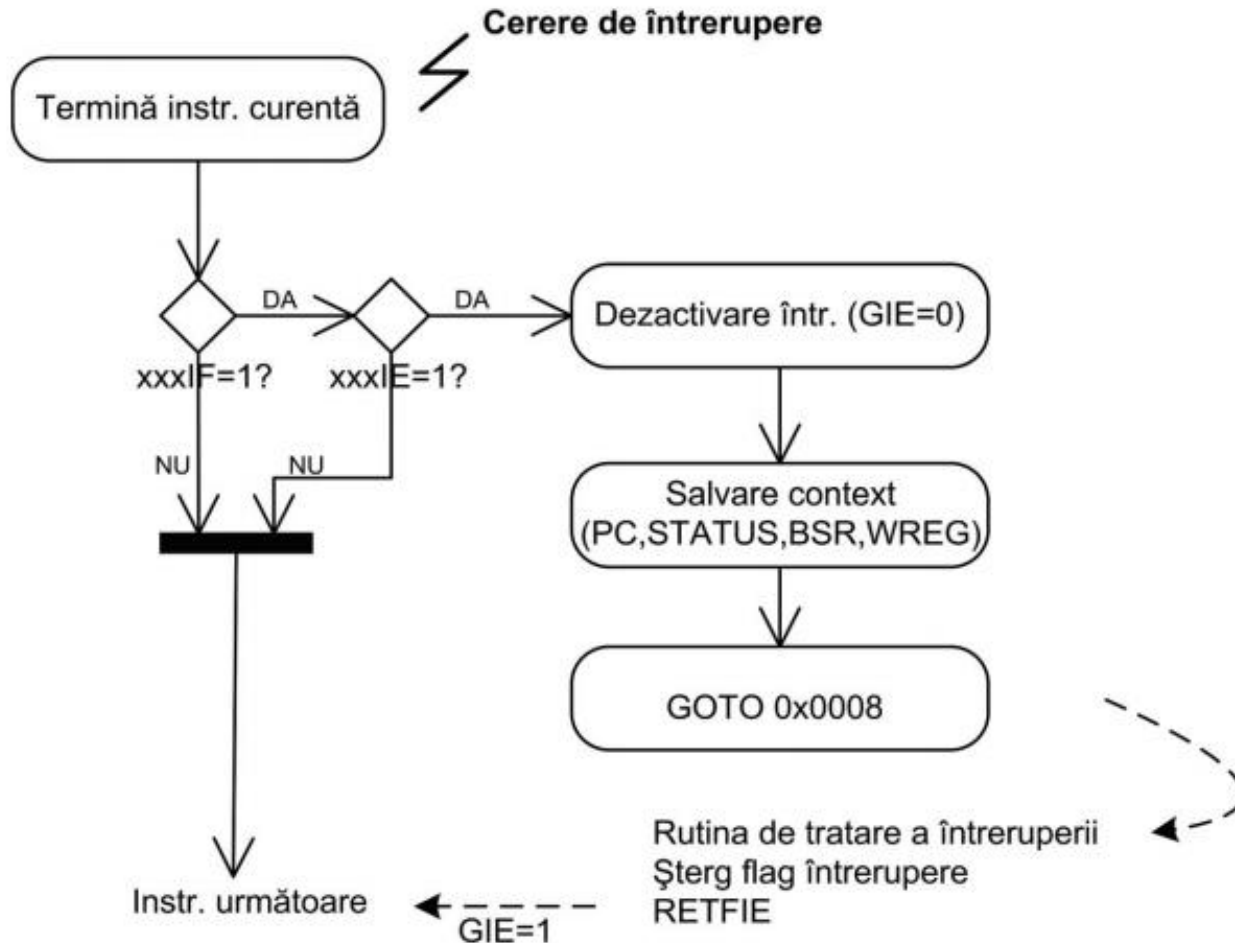 Cerere de întrerupere
Termină instr. curentă
DA
DA
Dezactivare într. (GIE=0)
xxxIF=1?
xxxIE=1?
NU
NU
Salvare context
(PC,STATUS,BSR,WREG)
GOTO 0x0008
Rutina de tratare a întreruperii
Şterg flag întrerupere
RETFIE
Instr. următoare
GIE=1